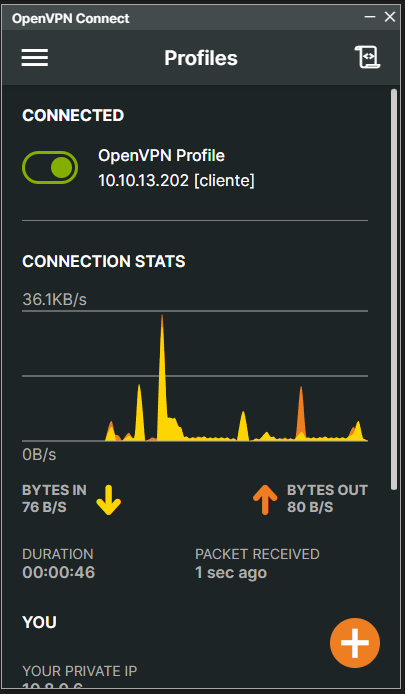 OpenVPN Connect
Profiles
CONNECTED
OpenVPN Profile
10.10.13.202 [cliente]
CONNECTION STATS
36.1KB/s
0B/s
BYTES IN
76 B/S
BYTES OUT
80 B/S
DURATION
00:00:46
PACKET RECEIVED
1 sec ago
YOU
YOUR PRIVATE IP